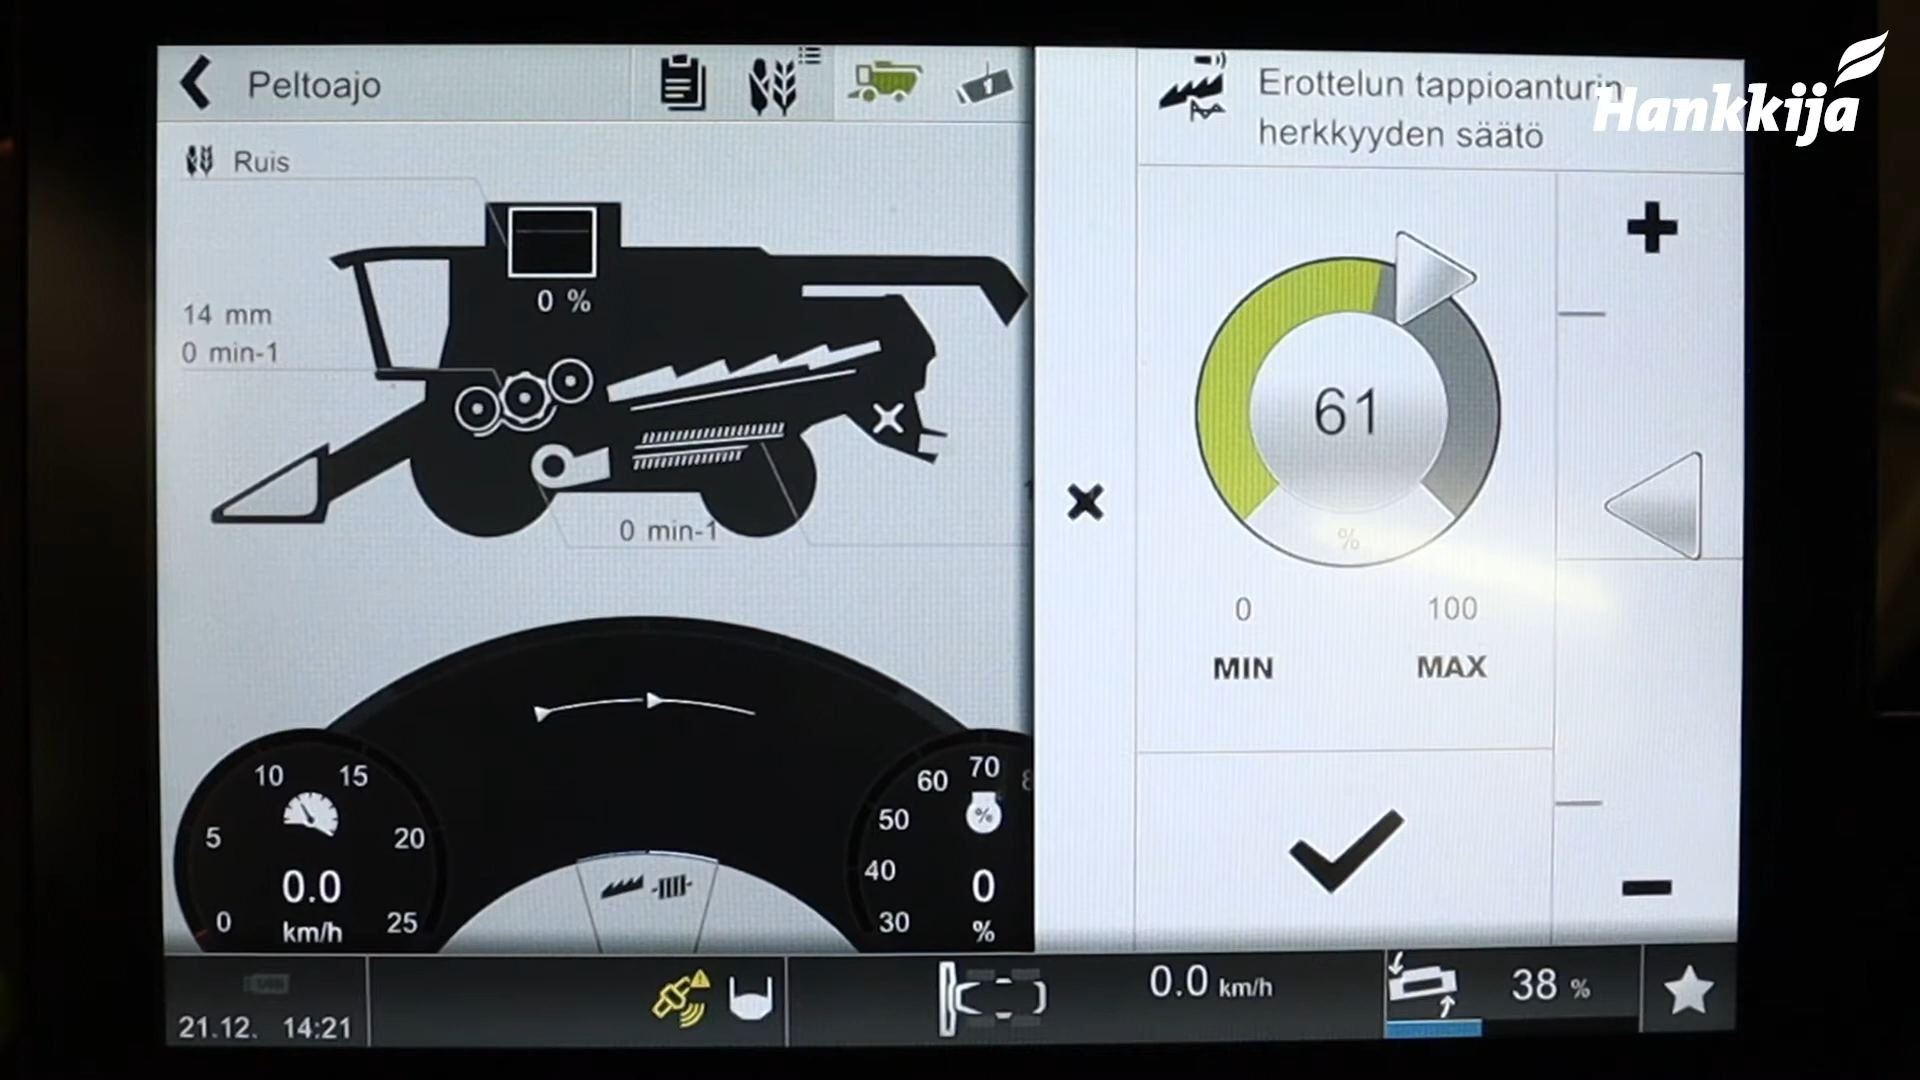 Peltoajo
1
Erottelun tappioanturin
herkkyyden säätö
Hankkija
Ruis
0 %
14 mm
0 min-1
0 min-1
61
%
0
100
MIN
MAX
10 15
5 20
0.0
0 25
km/h
60 70
50 %
40 0
30 %
21.12. 14:21
0.0 km/h
38 %